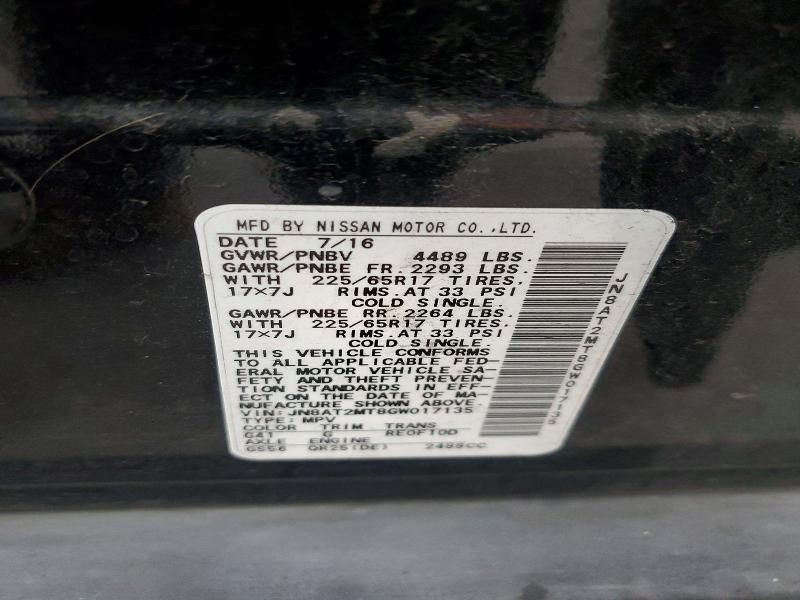 MFD BY NISSAN MOTOR CO.,LTD.
DATE 7/16
GVWR/PNBV 4489 LBS.
GAWR/PNBE FR. 2293 LBS.
WITH 225/65R17 TIRES,
17×7J RIMS.AT 33 PSI
COLD SINGLE.
GAWR/PNBE RR. 2264 LBS.
WITH 225/65R17 TIRES,
17×7J RIMS.AT 33 PSI
COLD SINGLE.
THIS VEHICLE CONFORMS
TO ALL APPLICABLE FED-
ERAL MOTOR VEHICLE SA-
FETY AND THEFT PREVEN-
TION STANDARDS IN EFF-
ECT ON THE DATE OF MA-
NUFACTURE SHOWN ABOVE.
VIN: JN8AT2MT8GW017135
TYPE: MPV
COLOR TRIM TRANS
G41 G RE0F10D
AXLE ENGINE
GS56 QR25(DE) 2488CC
JN8AT2MT8GW017135